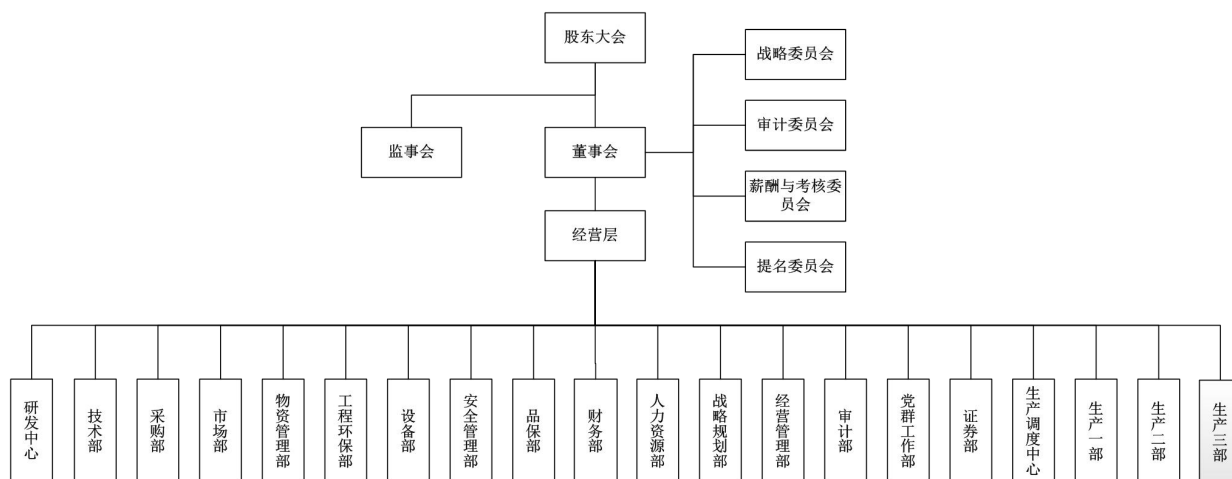 股东大会
战略委员会
审计委员会
监事会
董事会
薪酬与考核委
员会
经营层
提名委员会
研发中心
技术部
采购部
市场部
物资管理部
工程环保部
设备部
安全管理部
品保部
财务部
人力资源部
战略规划部
经营管理部
审计部
党群工作部
证券部
生产调度中心
生产一部
生产二部
生产三部